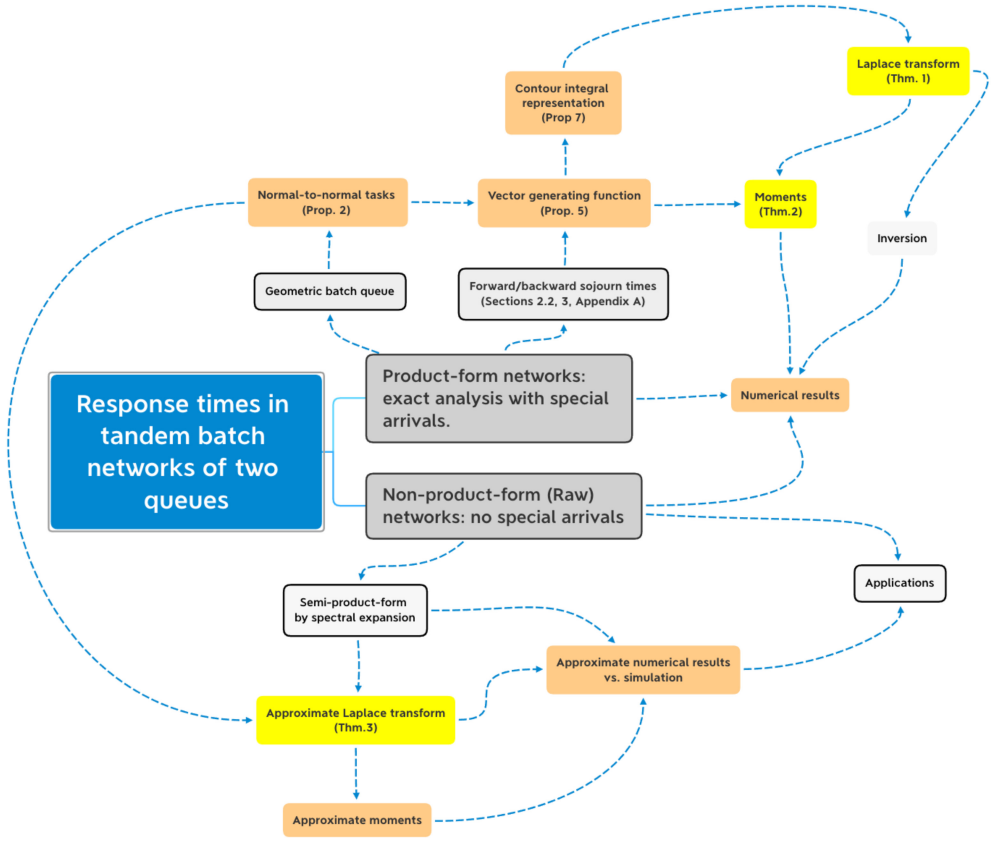 Laplace transform
(Thm. 1)
Contour integral
representation
(Prop 7)
Normal-to-normal tasks
(Prop. 2)
Vector generating function
(Prop. 5)
Moments
(Thm.2)
Inversion
Geometric batch queue
Forward/backward sojourn times
(Sections 2.2, 3, Appendix A)
Product-form networks:
exact analysis with special
arrivals.
Numerical results
Response times in
tandem batch
networks of two
queues
Non-product-form (Raw)
networks: no special arrivals
Applications
Semi-product-form
by spectral expansion
Approximate numerical results
vs. simulation
Approximate Laplace transform
(Thm.3)
Approximate moments